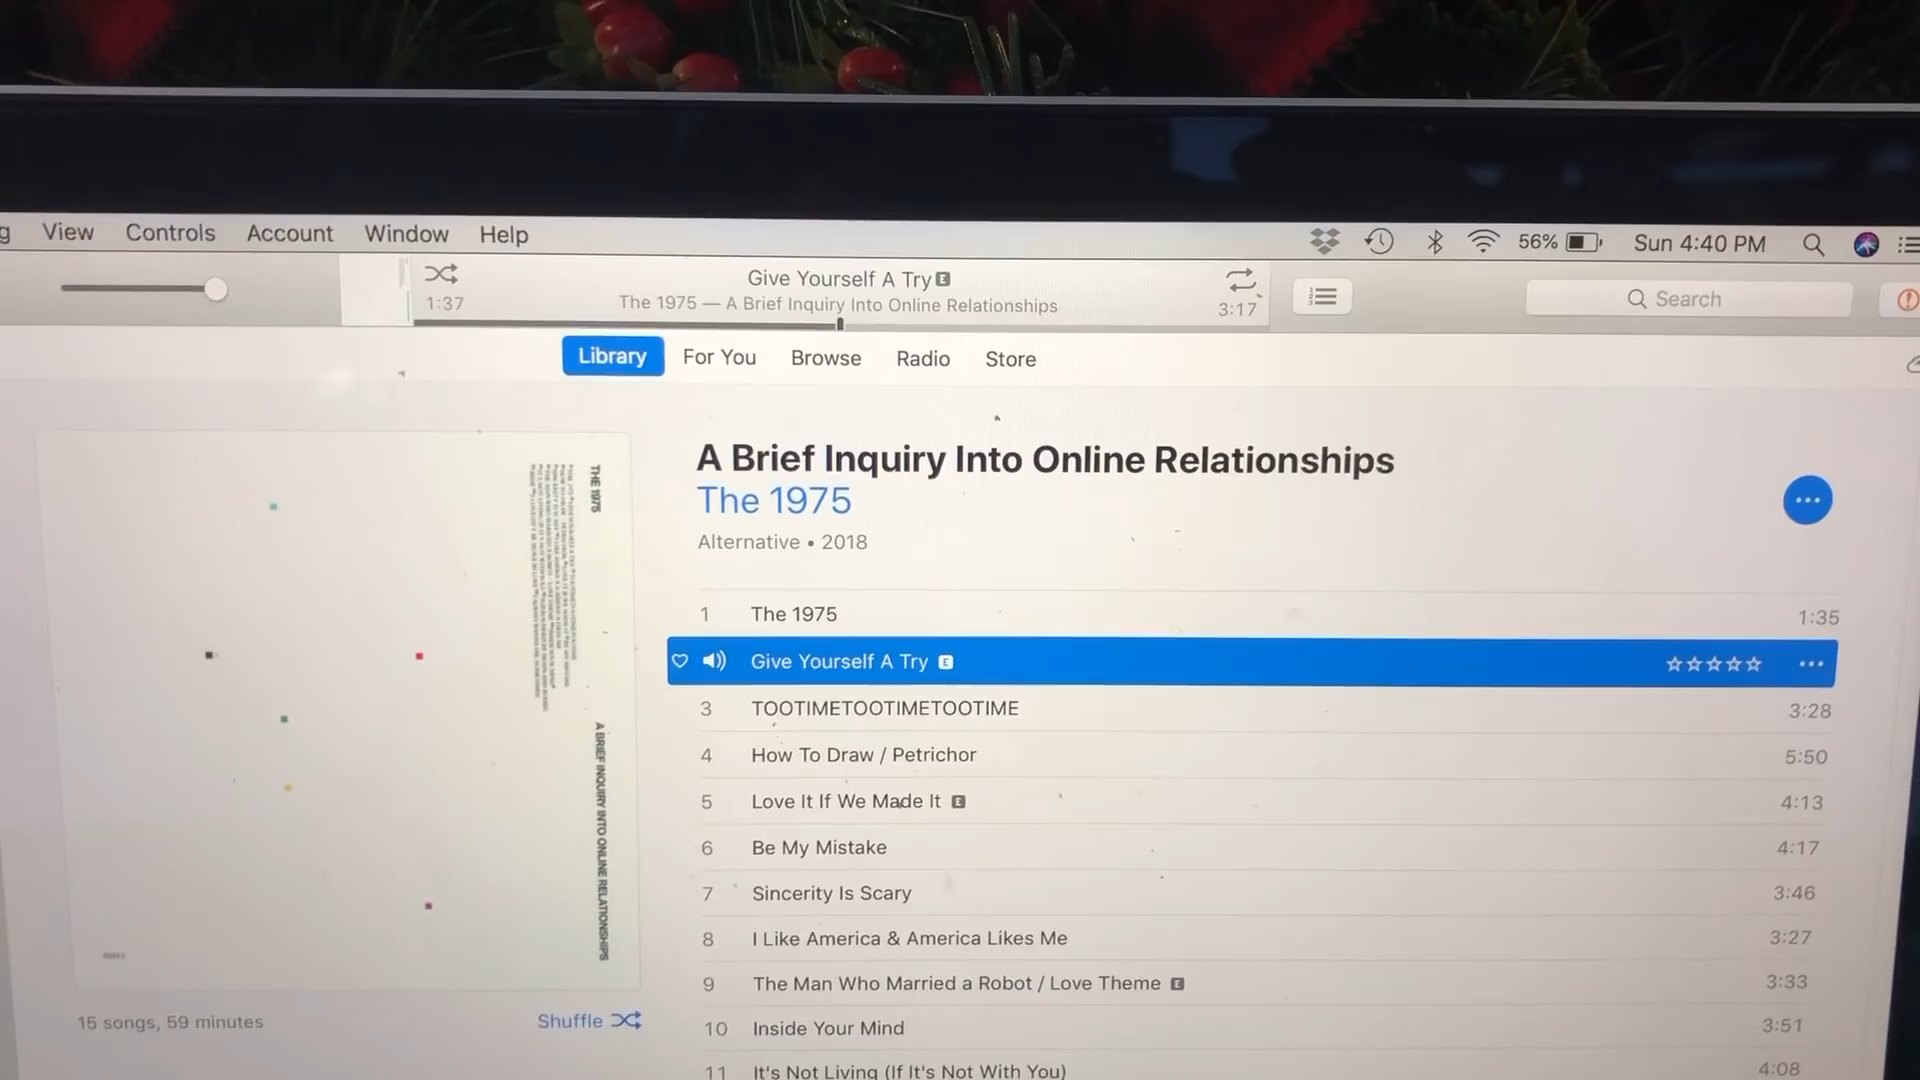 g View Controls Account Window Help 56% Sun 4:40 PM
Give Yourself A Try E
1:37 The 1975 — A Brief Inquiry Into Online Relationships 3:17
Search
Library For You Browse Radio Store
A Brief Inquiry Into Online Relationships
The 1975
Alternative • 2018
THE 1975
A BRIEF INQUIRY INTO ONLINE RELATIONSHIPS
1 The 1975 1:35
Give Yourself A Try E
3 TOOTIMETOOTIMETOOTIME 3:28
4 How To Draw / Petrichor 5:50
5 Love It If We Made It E 4:13
6 Be My Mistake 4:17
7 Sincerity Is Scary 3:46
8 I Like America & America Likes Me 3:27
9 The Man Who Married a Robot / Love Theme E 3:33
10 Inside Your Mind 3:51
11 It's Not Living (If It's Not With You) 4:08
15 songs, 59 minutes Shuffle